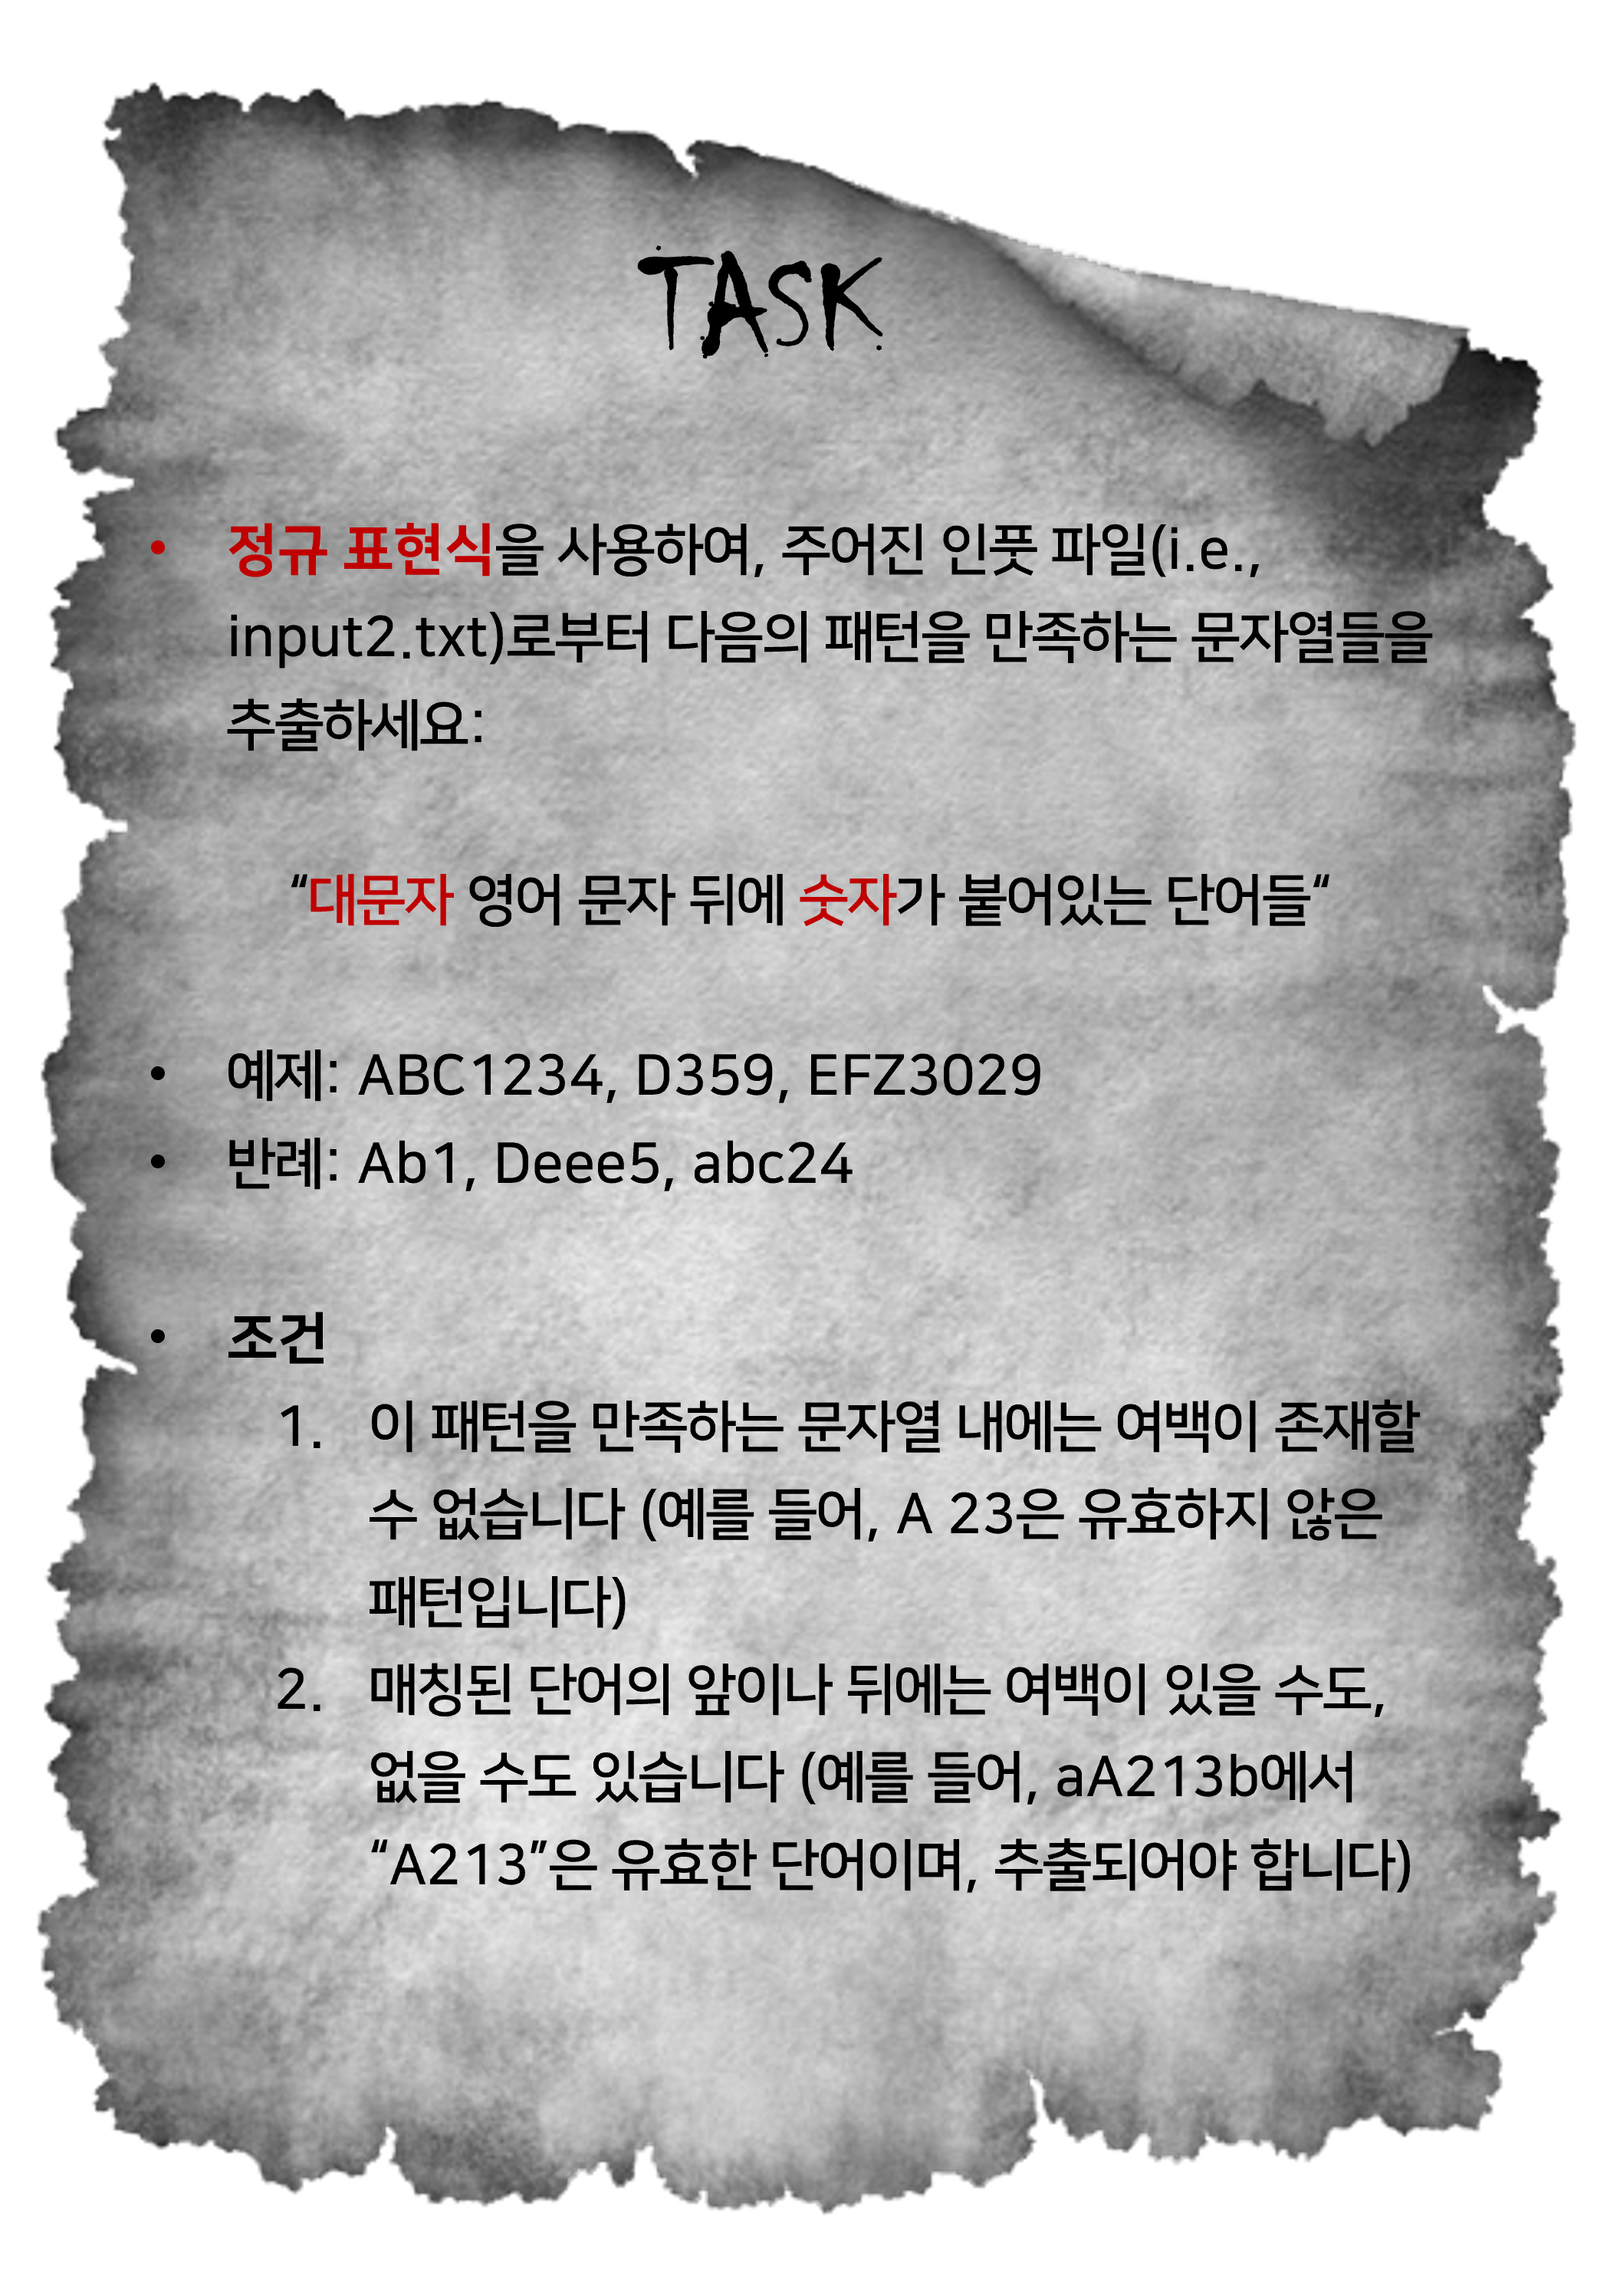 TASK
• 정규 표현식을 사용하여, 주어진 인풋 파일(i.e.,
input2.txt)로부터 다음의 패턴을 만족하는 문자열들을
추출하세요:
“대문자 영어 문자 뒤에 숫자가 붙어있는 단어들“
• 예제: ABC1234, D359, EFZ3029
• 반례: Ab1, Deee5, abc24
• 조건
1. 이 패턴을 만족하는 문자열 내에는 여백이 존재할
수 없습니다 (예를 들어, A 23은 유효하지 않은
패턴입니다)
2. 매칭된 단어의 앞이나 뒤에는 여백이 있을 수도,
없을 수도 있습니다 (예를 들어, aA213b에서
“A213”은 유효한 단어이며, 추출되어야 합니다)